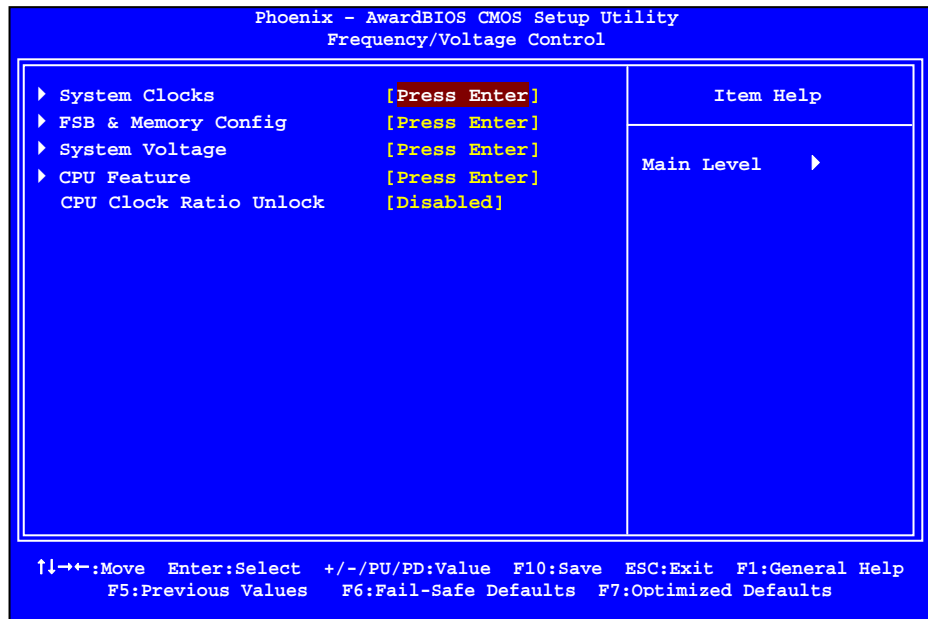 Phoenix – AwardBIOS CMOS Setup Utility
Frequency/Voltage Control
System Clocks [Press Enter]
FSB & Memory Config [Press Enter]
System Voltage [Press Enter]
CPU Feature [Press Enter]
CPU Clock Ratio Unlock [Disabled]
Item Help
Main Level
↑↓→←:Move Enter:Select +/-/PU/PD:Value F10:Save ESC:Exit F1:General Help
F5:Previous Values F6:Fail-Safe Defaults F7:Optimized Defaults